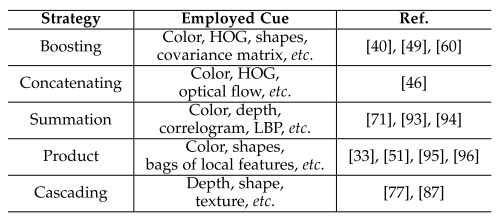 Strategy Employed Cue Ref.
Boosting Color, HOG, shapes, covariance matrix, etc. [40], [49], [60]
Concatenating Color, HOG, optical flow, etc. [46]
Summation Color, depth, correlogram, LBP, etc. [71], [93], [94]
Product Color, shapes, bags of local features, etc. [33], [51], [95], [96]
Cascading Depth, shape, texture, etc. [77], [87]